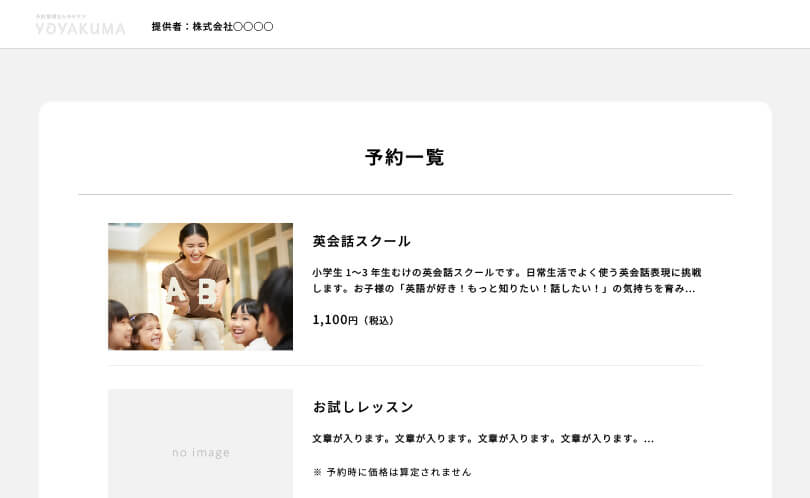 YOYAKUMA
提供者：株式会社〇〇〇〇
予約一覧
A B
英会話スクール
小学生 1〜3 年生むけの英会話スクールです。日常生活でよく使う英会話表現に挑戦
します。お子様の「英語が好き！もっと知りたい！話したい！」の気持ちを育み...
1,100円（税込）
no image
お試しレッスン
文章が入ります。文章が入ります。文章が入ります。文章が入ります。...
※ 予約時に価格は算定されません